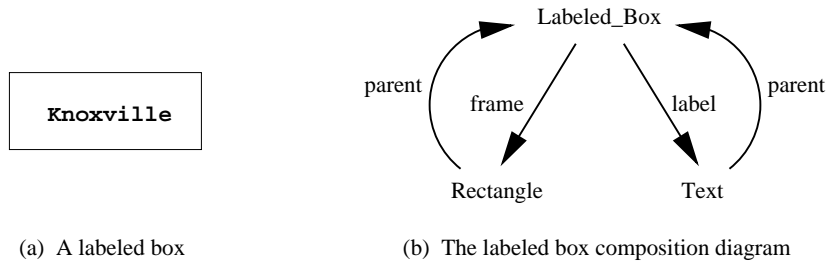 Labeled_Box
parent
parent
Knoxville
frame
label
Rectangle
Text
(a) A labeled box
(b) The labeled box composition diagram